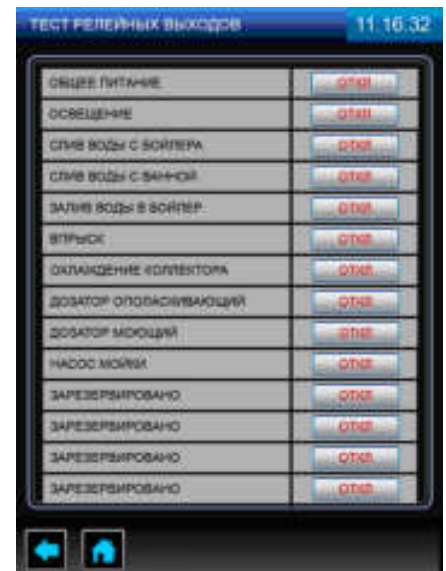 ТЕСТ РЕЛЕЙНЫХ ВЫХОДОВ 11:16:32
ОБЩЕЕ ПИТАНИЕ ОТКЛ
ОСВЕЩЕНИЕ ОТКЛ
СЛИВ ВОДЫ С БОЙЛЕРА ОТКЛ
СЛИВ ВОДЫ С ВАННОЙ ОТКЛ
ЗАЛИВ ВОДЫ В БОЙЛЕР ОТКЛ
ВПРЫСК ОТКЛ
ОХЛАЖДЕНИЕ КОЛЛЕКТОРА ОТКЛ
ДОЗАТОР ОПОЛАСКИВАЮЩИЙ ОТКЛ
ДОЗАТОР МОЮЩИЙ ОТКЛ
НАСОС МОЙКИ ОТКЛ
ЗАРЕЗЕРВИРОВАНО ОТКЛ
ЗАРЕЗЕРВИРОВАНО ОТКЛ
ЗАРЕЗЕРВИРОВАНО ОТКЛ
ЗАРЕЗЕРВИРОВАНО ОТКЛ
ЗАРЕЗЕРВИРОВАНО ОТКЛ